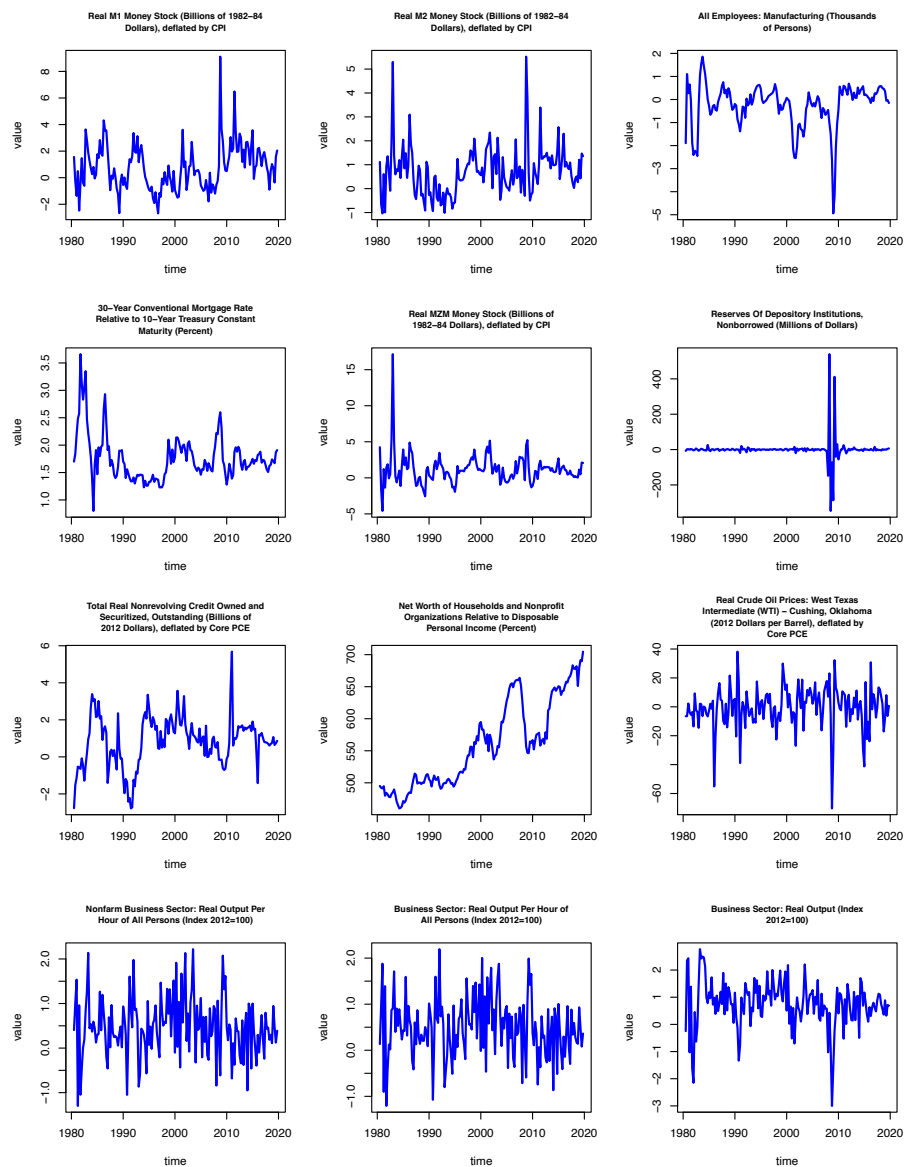 Real M1 Money Stock (Billions of 1982−84
Dollars), deflated by CPI
value
8
6
4
2
0
−2
1980 1990 2000 2010 2020
time
Real M2 Money Stock (Billions of 1982−84
Dollars), deflated by CPI
value
5
4
3
2
1
0
−1
1980 1990 2000 2010 2020
time
All Employees: Manufacturing (Thousands
of Persons)
value
2
1
0
−1
−3
−5
1980 1990 2000 2010 2020
time
30−Year Conventional Mortgage Rate
Relative to 10−Year Treasury Constant
Maturity (Percent)
value
3.5
3.0
2.5
2.0
1.5
1.0
1980 1990 2000 2010 2020
time
Real MZM Money Stock (Billions of
1982−84 Dollars), deflated by CPI
value
15
10
5
0
−5
1980 1990 2000 2010 2020
time
Reserves Of Depository Institutions,
Nonborrowed (Millions of Dollars)
value
400
200
0
−200
1980 1990 2000 2010 2020
time
Total Real Nonrevolving Credit Owned and
Securitized, Outstanding (Billions of
2012 Dollars), deflated by Core PCE
value
6
4
2
0
−2
1980 1990 2000 2010 2020
time
Net Worth of Households and Nonprofit
Organizations Relative to Disposable
Personal Income (Percent)
value
700
650
600
550
500
1980 1990 2000 2010 2020
time
Real Crude Oil Prices: West Texas
Intermediate (WTI) − Cushing, Oklahoma
(2012 Dollars per Barrel), deflated by
Core PCE
value
40
20
0
−20
−60
1980 1990 2000 2010 2020
time
Nonfarm Business Sector: Real Output Per
Hour of All Persons (Index 2012=100)
value
2.0
1.0
0.0
−1.0
1980 1990 2000 2010 2020
time
Business Sector: Real Output Per Hour of
All Persons (Index 2012=100)
value
2.0
1.0
0.0
−1.0
1980 1990 2000 2010 2020
time
Business Sector: Real Output (Index
2012=100)
value
2
1
0
−1
−2
−3
1980 1990 2000 2010 2020
time